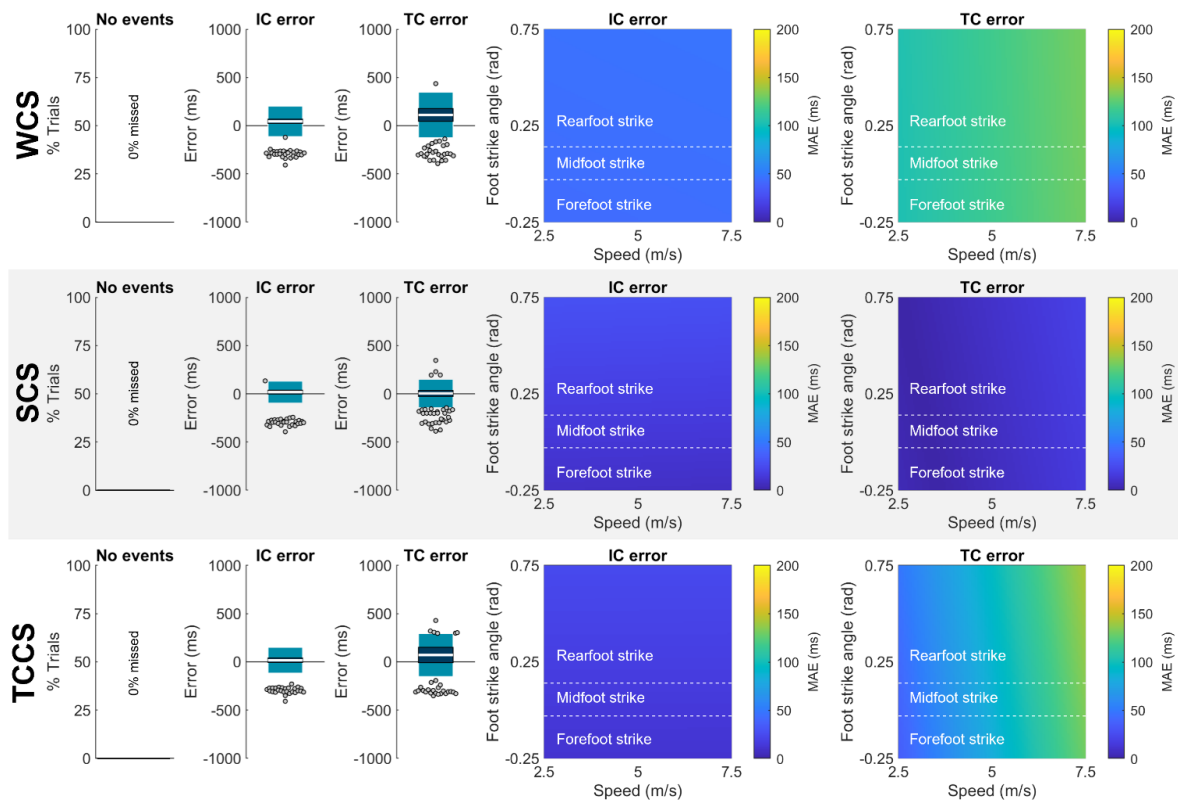 WCS
No events
% Trials
100
75
50
25
0
0% missed
IC error
Error (ms)
1000
500
0
-500
-1000
TC error
Error (ms)
1000
500
0
-500
-1000
IC error
Foot strike angle (rad)
0.75
0.25
-0.25
Rearfoot strike
Midfoot strike
Forefoot strike
2.5 5 7.5
Speed (m/s)
200
150
100
50
0
MAE (ms)
TC error
Foot strike angle (rad)
0.75
0.25
-0.25
Rearfoot strike
Midfoot strike
Forefoot strike
2.5 5 7.5
Speed (m/s)
200
150
100
50
0
MAE (ms)
SCS
No events
% Trials
100
75
50
25
0
0% missed
IC error
Error (ms)
1000
500
0
-500
-1000
TC error
Error (ms)
1000
500
0
-500
-1000
IC error
Foot strike angle (rad)
0.75
0.25
-0.25
Rearfoot strike
Midfoot strike
Forefoot strike
2.5 5 7.5
Speed (m/s)
200
150
100
50
0
MAE (ms)
TC error
Foot strike angle (rad)
0.75
0.25
-0.25
Rearfoot strike
Midfoot strike
Forefoot strike
2.5 5 7.5
Speed (m/s)
200
150
100
50
0
MAE (ms)
TCCS
No events
% Trials
100
75
50
25
0
0% missed
IC error
Error (ms)
1000
500
0
-500
-1000
TC error
Error (ms)
1000
500
0
-500
-1000
IC error
Foot strike angle (rad)
0.75
0.25
-0.25
Rearfoot strike
Midfoot strike
Forefoot strike
2.5 5 7.5
Speed (m/s)
200
150
100
50
0
MAE (ms)
TC error
Foot strike angle (rad)
0.75
0.25
-0.25
Rearfoot strike
Midfoot strike
Forefoot strike
2.5 5 7.5
Speed (m/s)
200
150
100
50
0
MAE (ms)